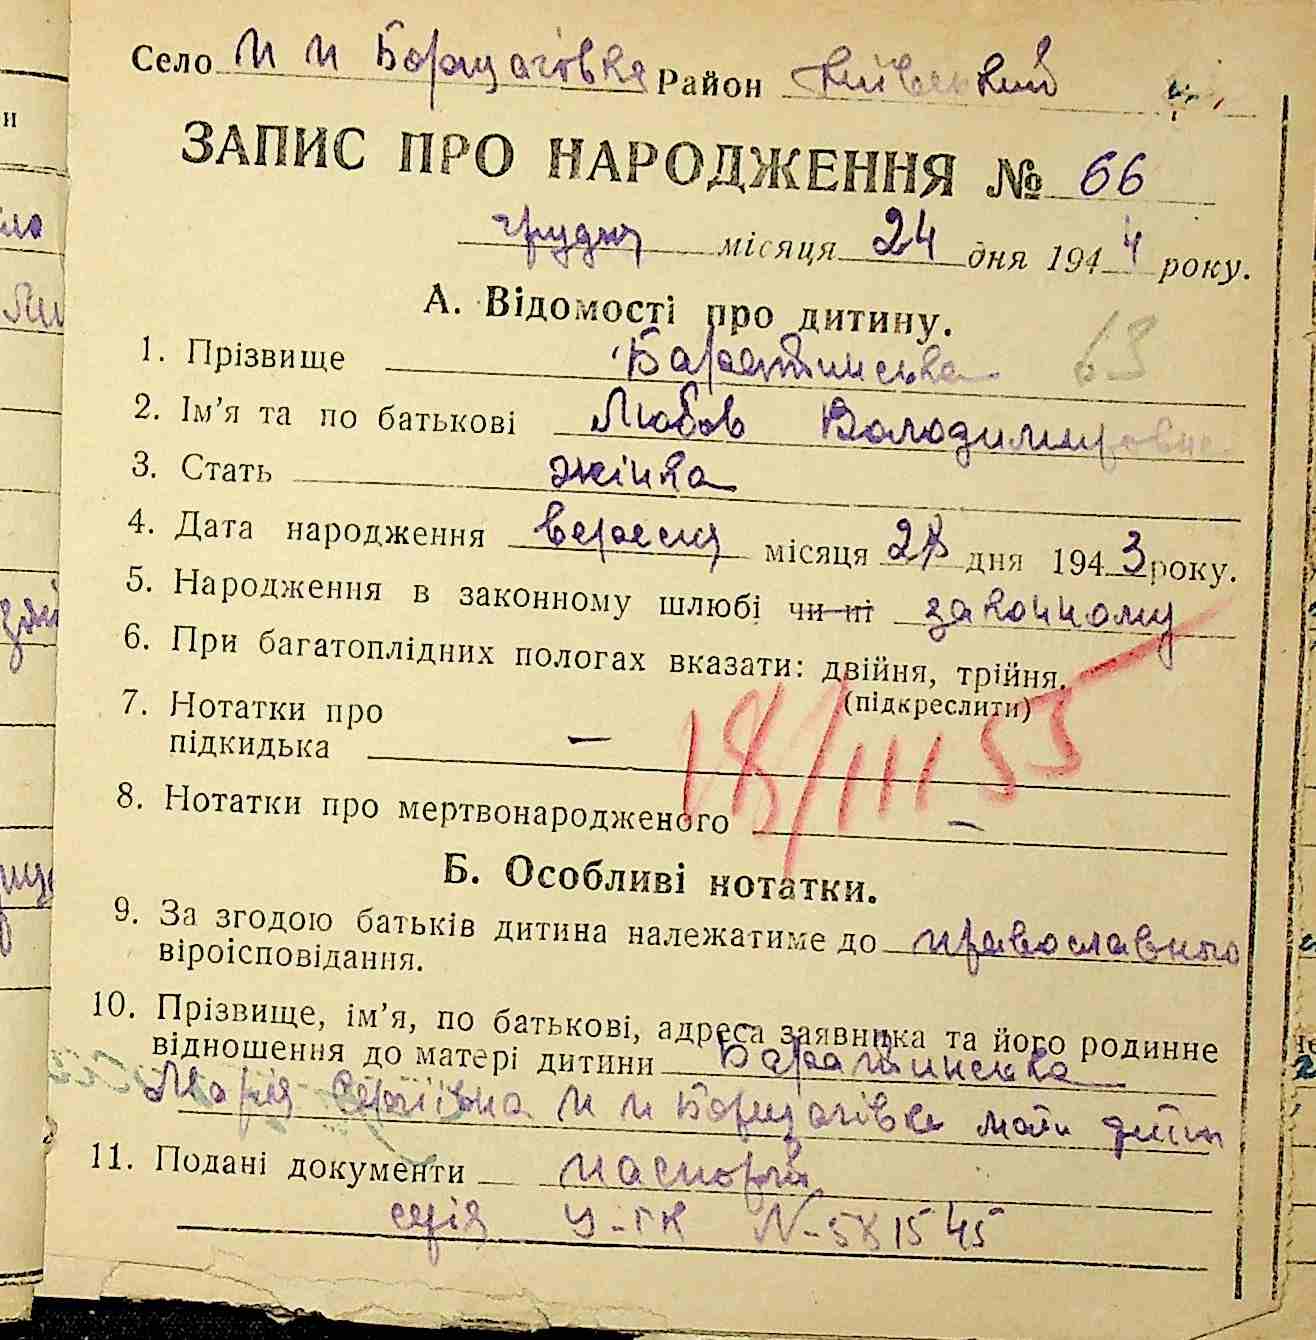 Село П П Борщагівка Район Київський
ЗАПИС ПРО НАРОДЖЕННЯ № 66
грудня місяця 24 дня 1944 року.
А. Відомості про дитину.
63
1. Прізвище Баратинська
2. Ім’я та по батькові Любов Володимировна
3. Стать жінка
4. Дата народження вересня місяця 28 дня 1943 року.
5. Народження в законному шлюбі чи ні законному
6. При багатоплідних пологах вказати: двійня, трійня.
(підкреслити)
7. Нотатки про
підкидька —
18/III 55
8. Нотатки про мертвонародженого —
Б. Особливі нотатки.
9. За згодою батьків дитина належатиме до православного
віроісповідання.
10. Прізвище, ім’я, по батькові, адреса заявника та його родинне
відношення до матері дитини Баратинська
Марія Сергіївна П П Борщагівка мати дитини
11. Подані документи паспорт
серія У-ГК N-581545